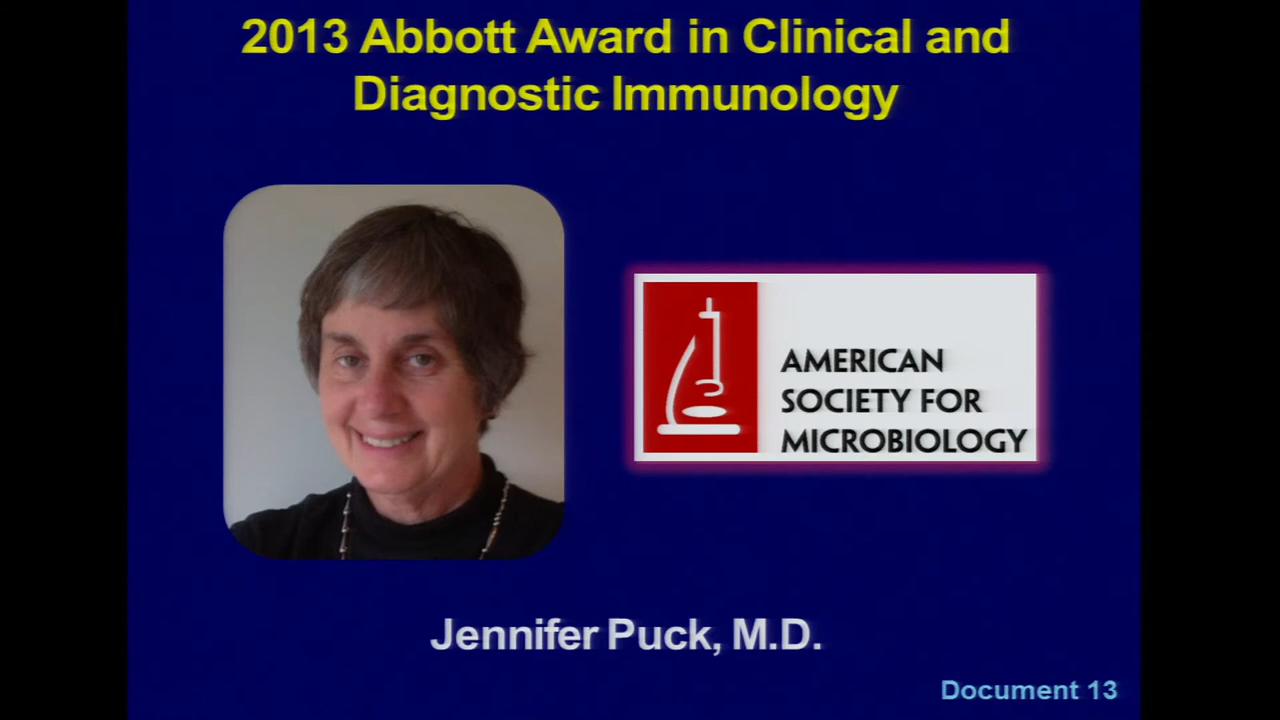 2013 Abbott Award in Clinical and
Diagnostic Immunology
AMERICAN
SOCIETY FOR
MICROBIOLOGY
Jennifer Puck, M.D.
Document 13